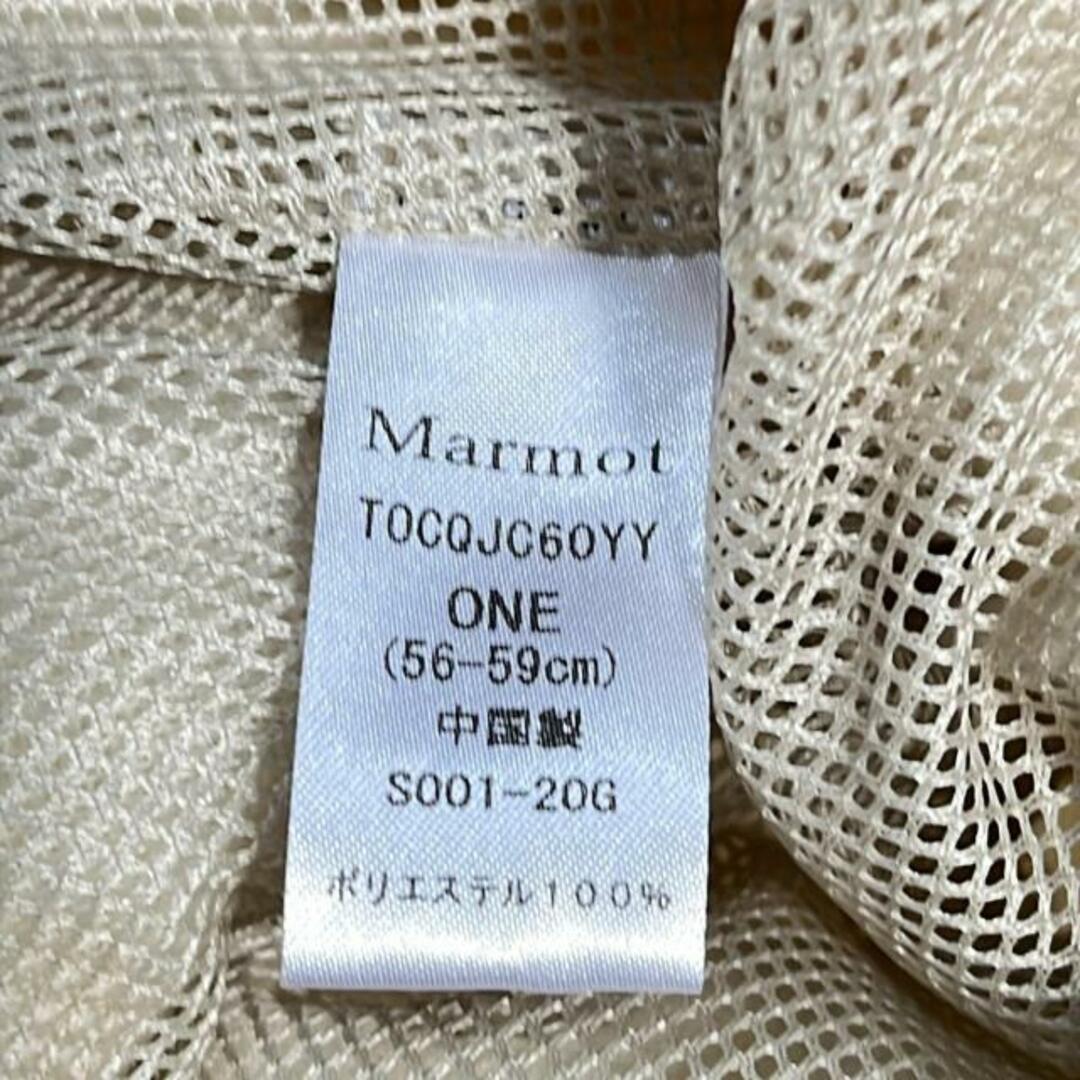 Marmot
TOCQJC60YY
ONE
(56-59cm)
中国製
S001-20G
ポリエステル100%